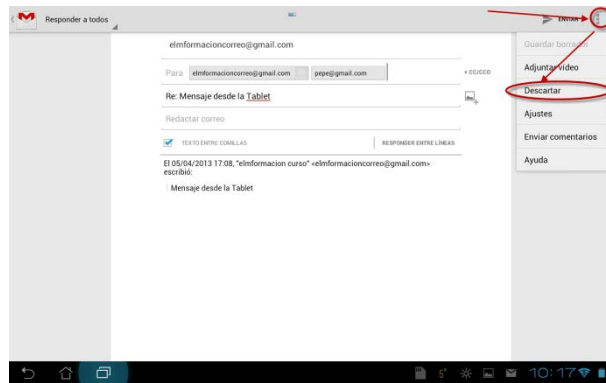 Responder a todos
ENVIAR
elmformacioncorreo@gmail.com
Guardar borrador
Para elmformacioncorreo@gmail.com pepe@gmail.com + CC/CCO
Adjuntar vídeo
Re: Mensaje desde la Tablet
Descartar
Redactar correo
Ajustes
TEXTO ENTRE COMILLAS RESPONDER ENTRE LÍNEAS
Enviar comentarios
El 05/04/2013 17:08, "elmformacion curso" <elmformacioncorreo@gmail.com>
escribió:
Ayuda
Mensaje desde la Tablet
5° 10:17